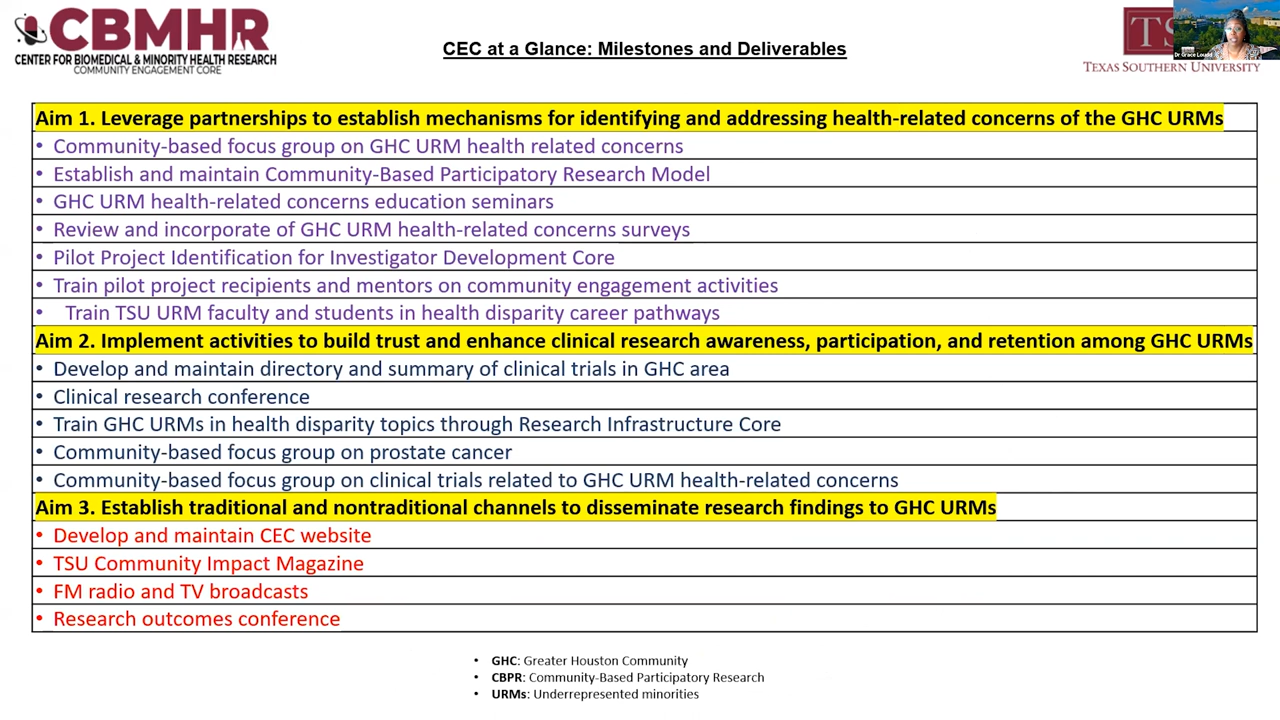 CBMHR
CENTER FOR BIOMEDICAL & MINORITY HEALTH RESEARCH
COMMUNITY ENGAGEMENT CORE
CEC at a Glance: Milestones and Deliverables
TS
TEXAS SOUTHERN UNIVERSITY
Aim 1. Leverage partnerships to establish mechanisms for identifying and addressing health-related concerns of the GHC URMs
• Community-based focus group on GHC URM health related concerns
• Establish and maintain Community-Based Participatory Research Model
• GHC URM health-related concerns education seminars
• Review and incorporate of GHC URM health-related concerns surveys
• Pilot Project Identification for Investigator Development Core
• Train pilot project recipients and mentors on community engagement activities
• Train TSU URM faculty and students in health disparity career pathways
Aim 2. Implement activities to build trust and enhance clinical research awareness, participation, and retention among GHC URMs
• Develop and maintain directory and summary of clinical trials in GHC area
• Clinical research conference
• Train GHC URMs in health disparity topics through Research Infrastructure Core
• Community-based focus group on prostate cancer
• Community-based focus group on clinical trials related to GHC URM health-related concerns
Aim 3. Establish traditional and nontraditional channels to disseminate research findings to GHC URMs
• Develop and maintain CEC website
• TSU Community Impact Magazine
• FM radio and TV broadcasts
• Research outcomes conference
• GHC: Greater Houston Community
• CBPR: Community-Based Participatory Research
• URMs: Underrepresented minorities